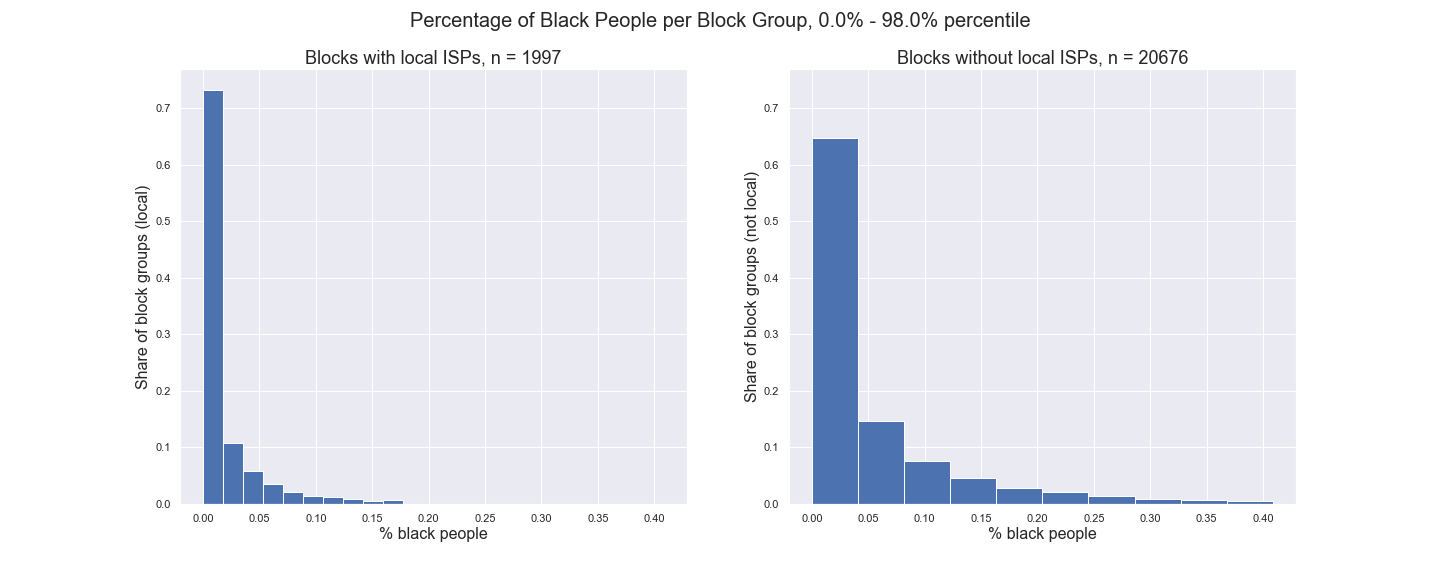 Percentage of Black People per Block Group, 0.0% - 98.0% percentile
Blocks with local ISPs, n = 1997
Share of block groups (local)
0.7
0.6
0.5
0.4
0.3
0.2
0.1
0.0
0.00 0.05 0.10 0.15 0.20 0.25 0.30 0.35 0.40
% black people
Blocks without local ISPs, n = 20676
Share of block groups (not local)
0.7
0.6
0.5
0.4
0.3
0.2
0.1
0.0
0.00 0.05 0.10 0.15 0.20 0.25 0.30 0.35 0.40
% black people